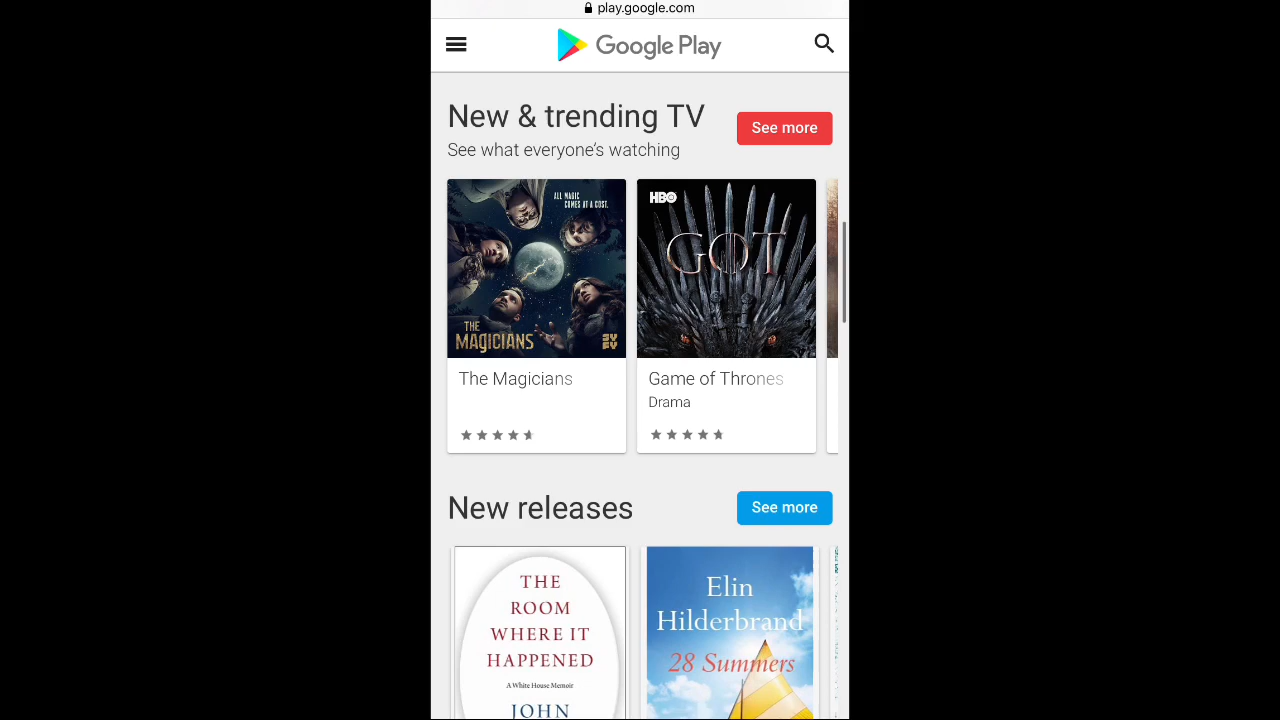 play.google.com
Google Play
New & trending TV
See more
See what everyone's watching
ALL MAGIC
COMES AT A COST.
THE
MAGICIANS
SYFY
HBO
GOT
The Magicians
Game of Thrones
Drama
New releases
See more
THE
ROOM
WHERE IT
HAPPENED
A White House Memoir
JOHN
Elin
Hilderbrand
28 Summers